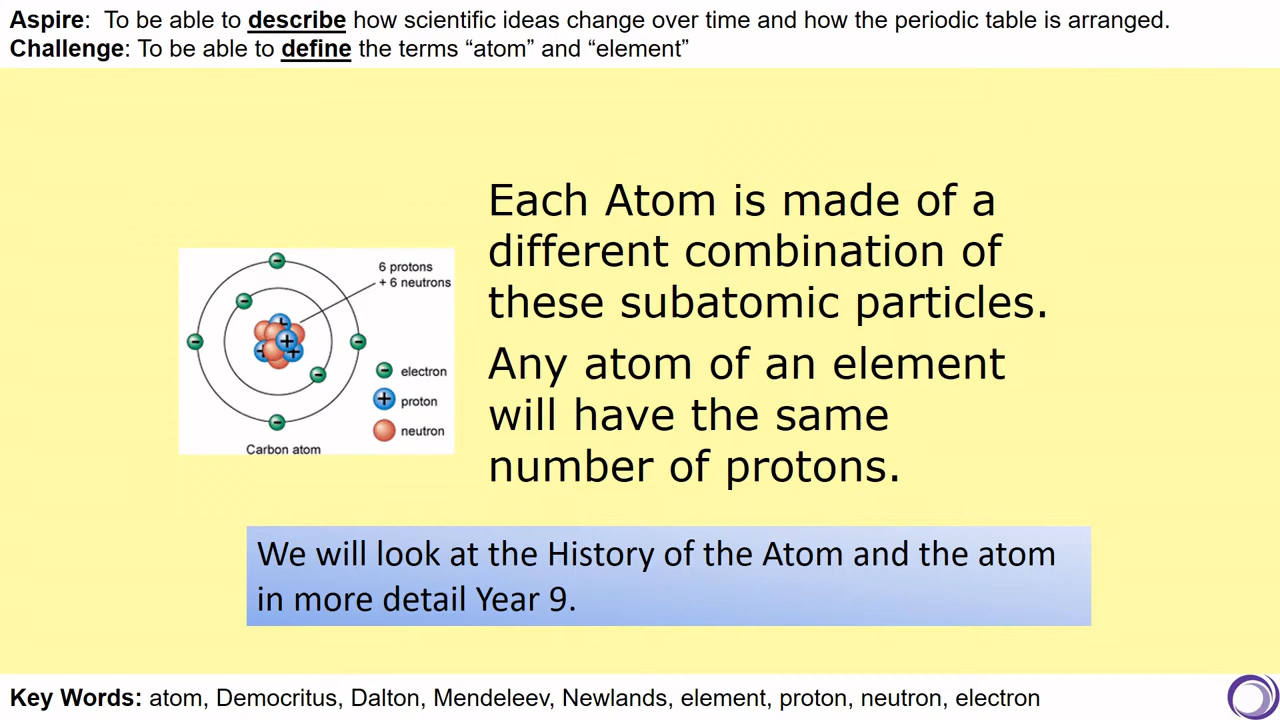 Aspire: To be able to describe how scientific ideas change over time and how the periodic table is arranged.
Challenge: To be able to define the terms “atom” and “element”
Each Atom is made of a
different combination of
these subatomic particles.
Any atom of an element
will have the same
number of protons.
6 protons
+ 6 neutrons
electron
proton
neutron
Carbon atom
We will look at the History of the Atom and the atom
in more detail Year 9.
Key Words: atom, Democritus, Dalton, Mendeleev, Newlands, element, proton, neutron, electron